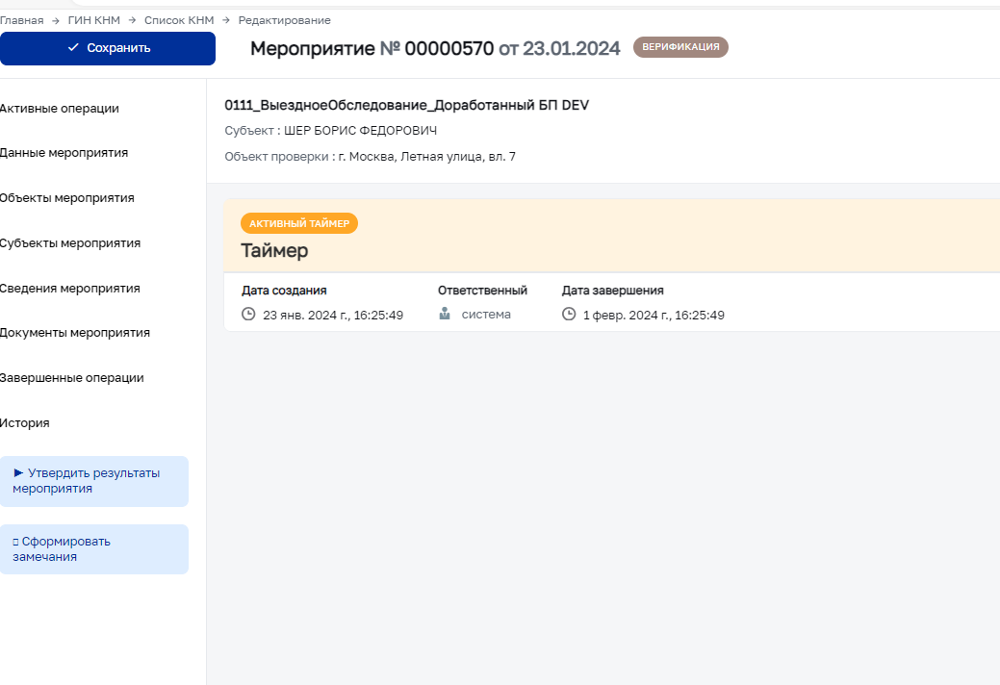 Главная → ГИН КНМ → Список КНМ → Редактирование
Сохранить
Мероприятие № 00000570 от 23.01.2024
ВЕРИФИКАЦИЯ
Активные операции
Данные мероприятия
Объекты мероприятия
Субъекты мероприятия
Сведения мероприятия
Документы мероприятия
Завершенные операции
История
Утвердить результаты
мероприятия
Сформировать
замечания
0111_ВыездноеОбследование_Доработанный БП DEV
Субъект : ШЕР БОРИС ФЕДОРОВИЧ
Объект проверки : г. Москва, Летная улица, вл. 7
АКТИВНЫЙ ТАЙМЕР
Таймер
Дата создания Ответственный Дата завершения
23 янв. 2024 г., 16:25:49 система 1 февр. 2024 г., 16:25:49